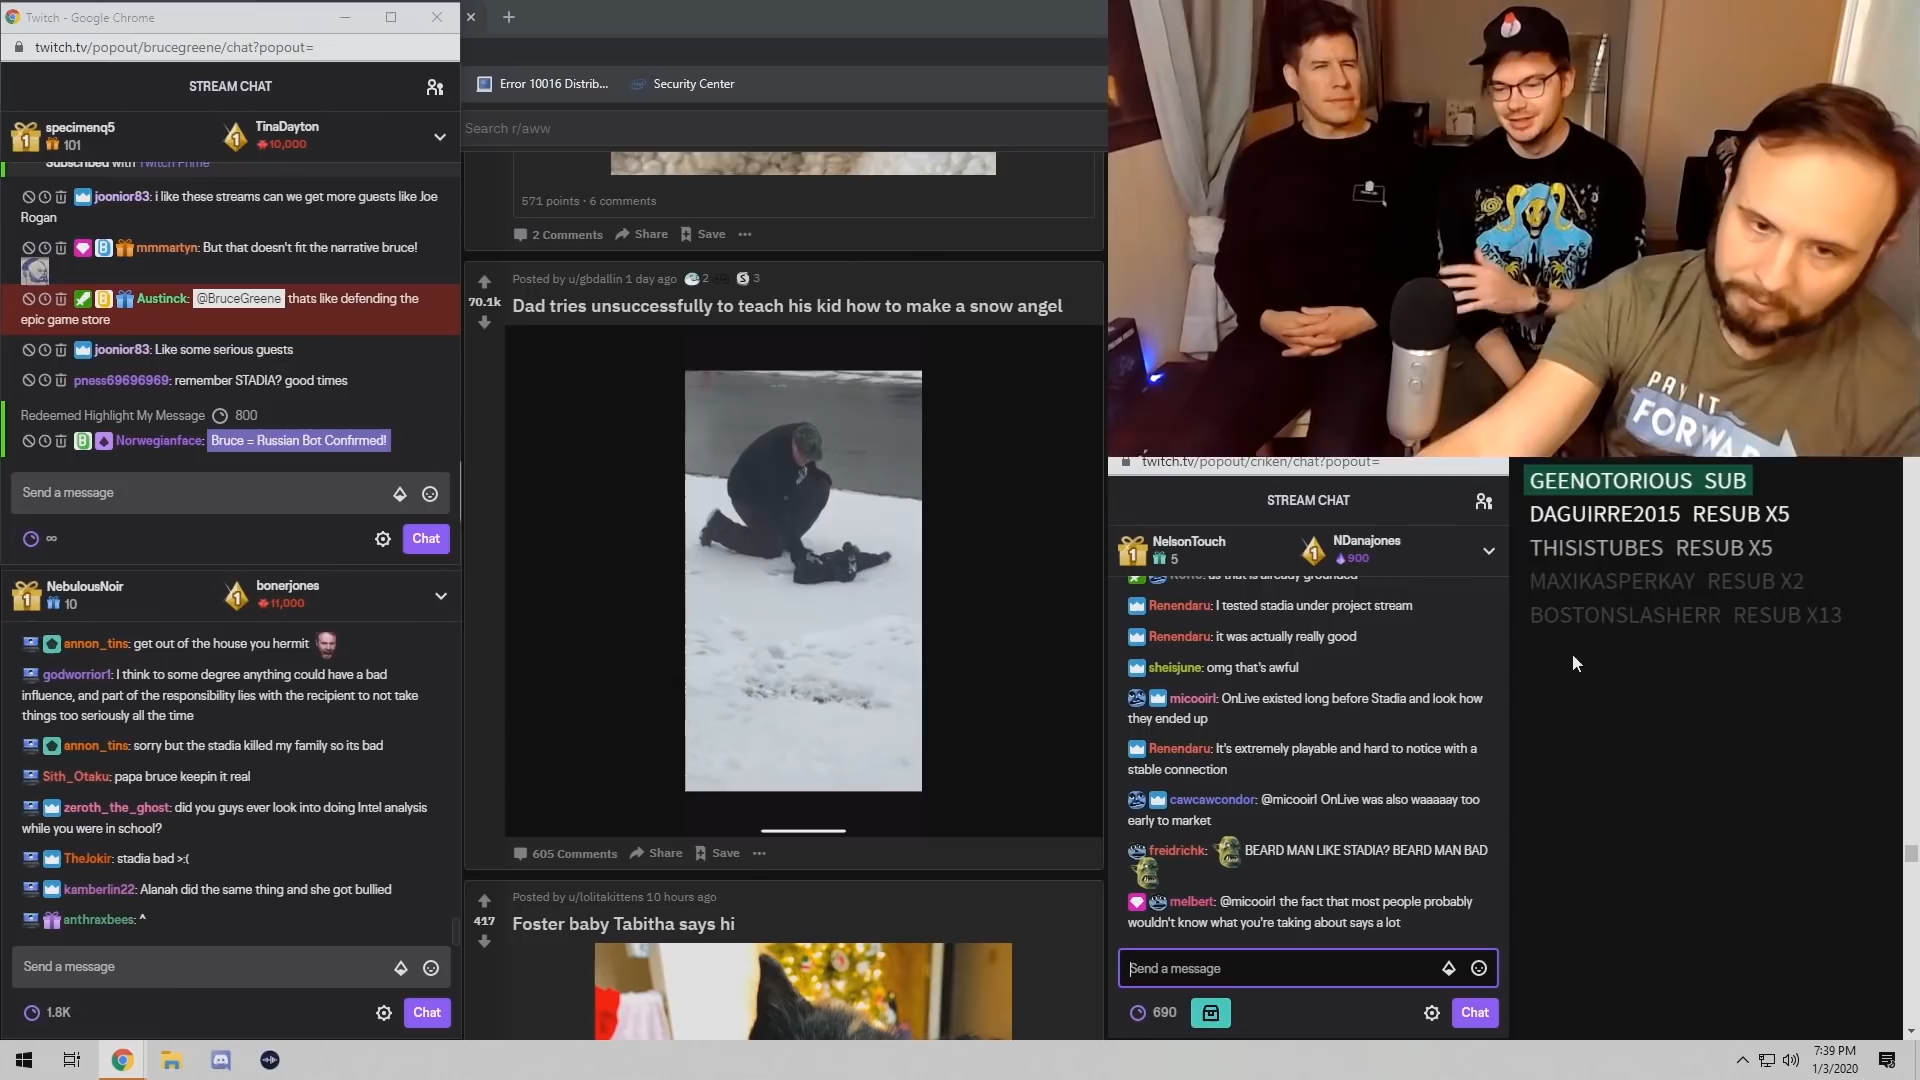 Twitch - Google Chrome
twitch.tv/popout/brucegreene/chat?popout=
STREAM CHAT
specimenq5
101
TinaDayton
10,000
Subscribed with Twitch Prime
joonior83: i like these streams can we get more guests like Joe
Rogan
mmmartyn: But that doesn't fit the narrative bruce!
Austinck: @BruceGreene thats like defending the
epic game store
joonior83: Like some serious guests
pness69696969: remember STADIA? good times
Redeemed Highlight My Message 800
Norwegianface: Bruce = Russian Bot Confirmed!
Send a message
∞
Chat
NebulousNoir
10
bonerjones
11,000
annon_tins: get out of the house you hermit
godworrior1: I think to some degree anything could have a bad
influence, and part of the responsibility lies with the recipient to not take
things too seriously all the time
annon_tins: sorry but the stadia killed my family so its bad
Sith_Otaku: papa bruce keepin it real
zeroth_the_ghost: did you guys ever look into doing Intel analysis
while you were in school?
TheJokir: stadia bad >:(
kamberlin22: Alanah did the same thing and she got bullied
anthraxbees: ^
Send a message
1.8K
Chat
Error 10016 Distrib...
Security Center
Search r/aww
571 points · 6 comments
2 Comments Share Save
Posted by u/gbdallin 1 day ago 2 3
70.1k
Dad tries unsuccessfully to teach his kid how to make a snow angel
605 Comments Share Save
Posted by u/lolitakittens 10 hours ago
417
Foster baby Tabitha says hi
PAY IT
FORWARD
twitch.tv/popout/criken/chat?popout=
STREAM CHAT
NelsonTouch
5
NDanajones
900
as that is already grounded
Renendaru: I tested stadia under project stream
Renendaru: it was actually really good
sheisjune: omg that's awful
micooirl: OnLive existed long before Stadia and look how
they ended up
Renendaru: It's extremely playable and hard to notice with a
stable connection
cawcawcondor: @micooirl OnLive was also waaaaay too
early to market
freidrichk: BEARD MAN LIKE STADIA? BEARD MAN BAD
melbert: @micooirl the fact that most people probably
wouldn't know what you're taking about says a lot
Send a message
690
Chat
GEENOTORIOUS SUB
DAGUIRRE2015 RESUB X5
THISISTUBES RESUB X5
MAXIKASPERKAY RESUB X2
BOSTONSLASHERR RESUB X13
7:39 PM
1/3/2020